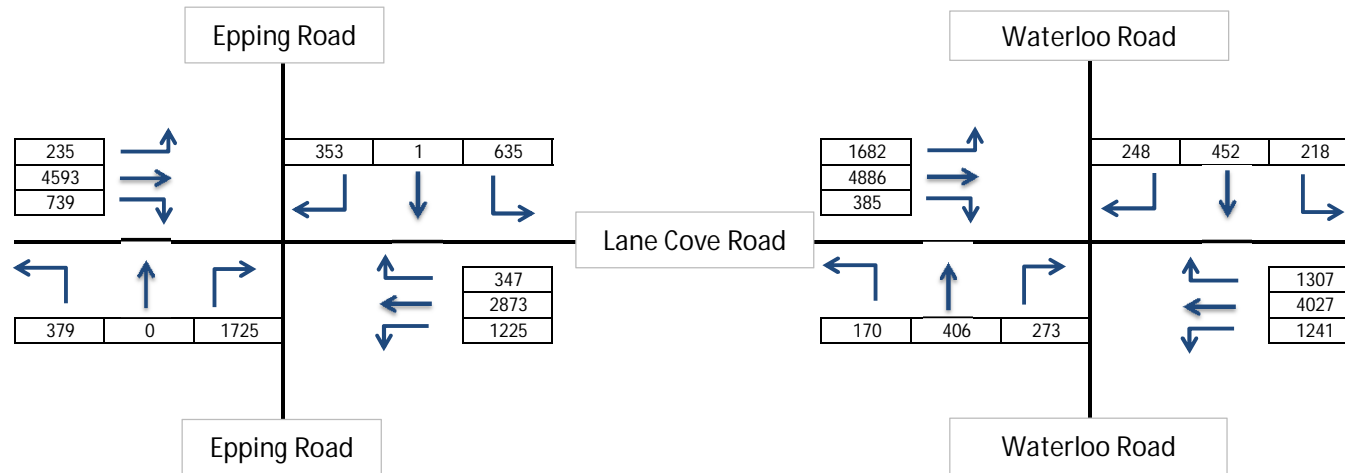 Epping Road
Waterloo Road
235
4593
739
353 1 635
1682
4886
385
248 452 218
Lane Cove Road
347
2873
1225
379 0 1725
1307
4027
1241
170 406 273
Epping Road
Waterloo Road